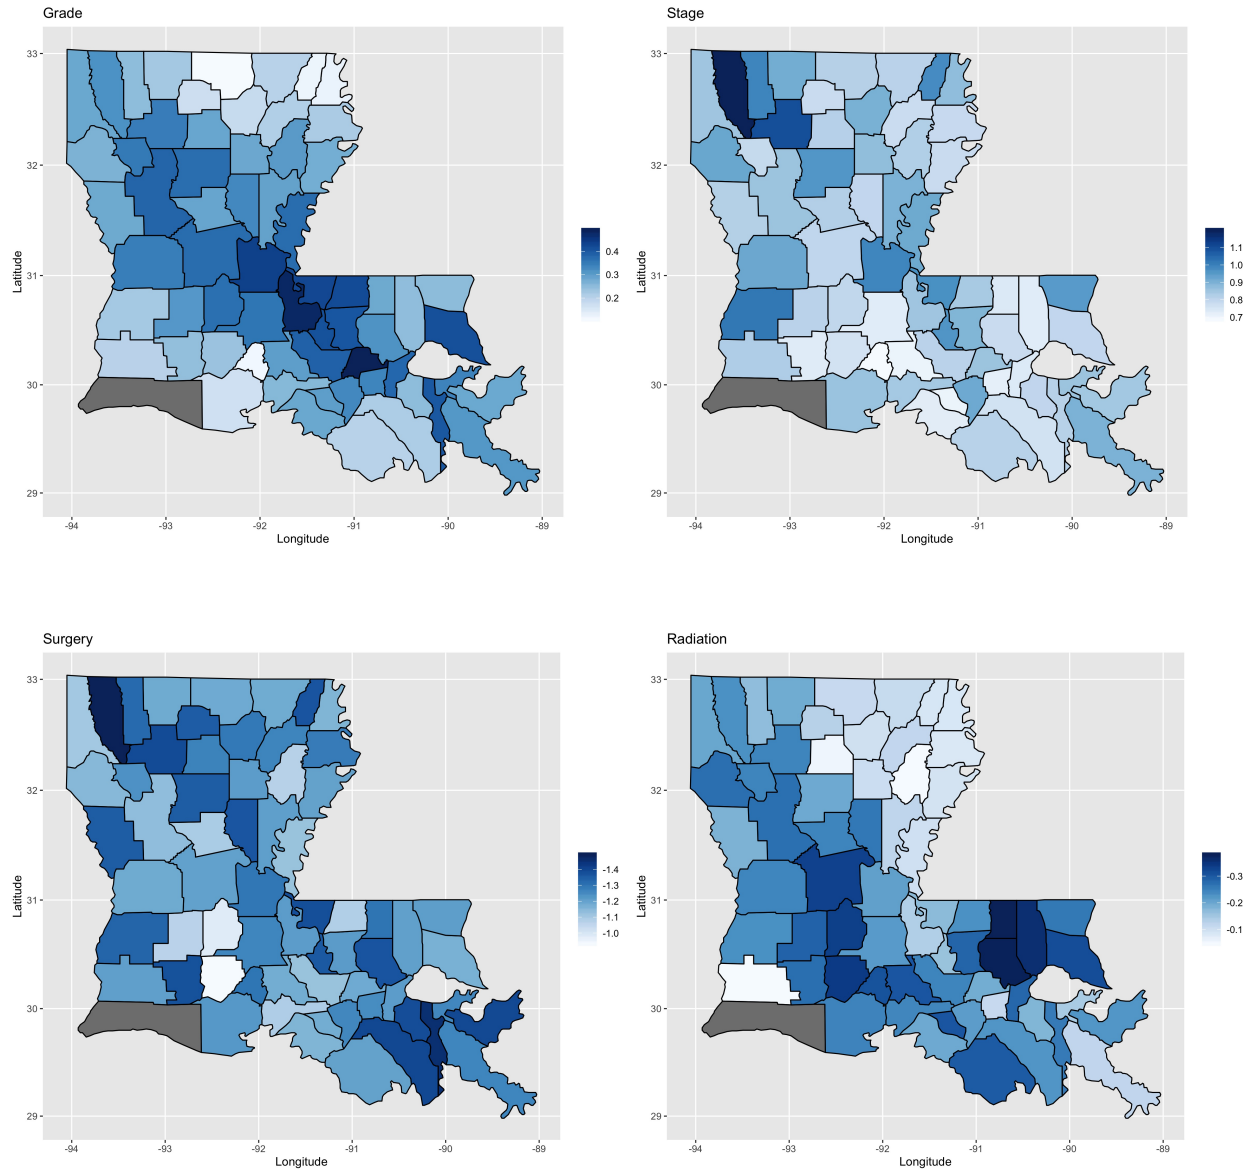 Grade
33
32
31
30
29
-94 -93 -92 -91 -90 -89
Longitude
Latitude
0.4
0.3
0.2
Stage
33
32
31
30
29
-94 -93 -92 -91 -90 -89
Longitude
Latitude
1.1
1.0
0.9
0.8
0.7
Surgery
33
32
31
30
29
-94 -93 -92 -91 -90 -89
Longitude
Latitude
-1.4
-1.3
-1.2
-1.1
-1.0
Radiation
33
32
31
30
29
-94 -93 -92 -91 -90 -89
Longitude
Latitude
-0.3
-0.2
-0.1